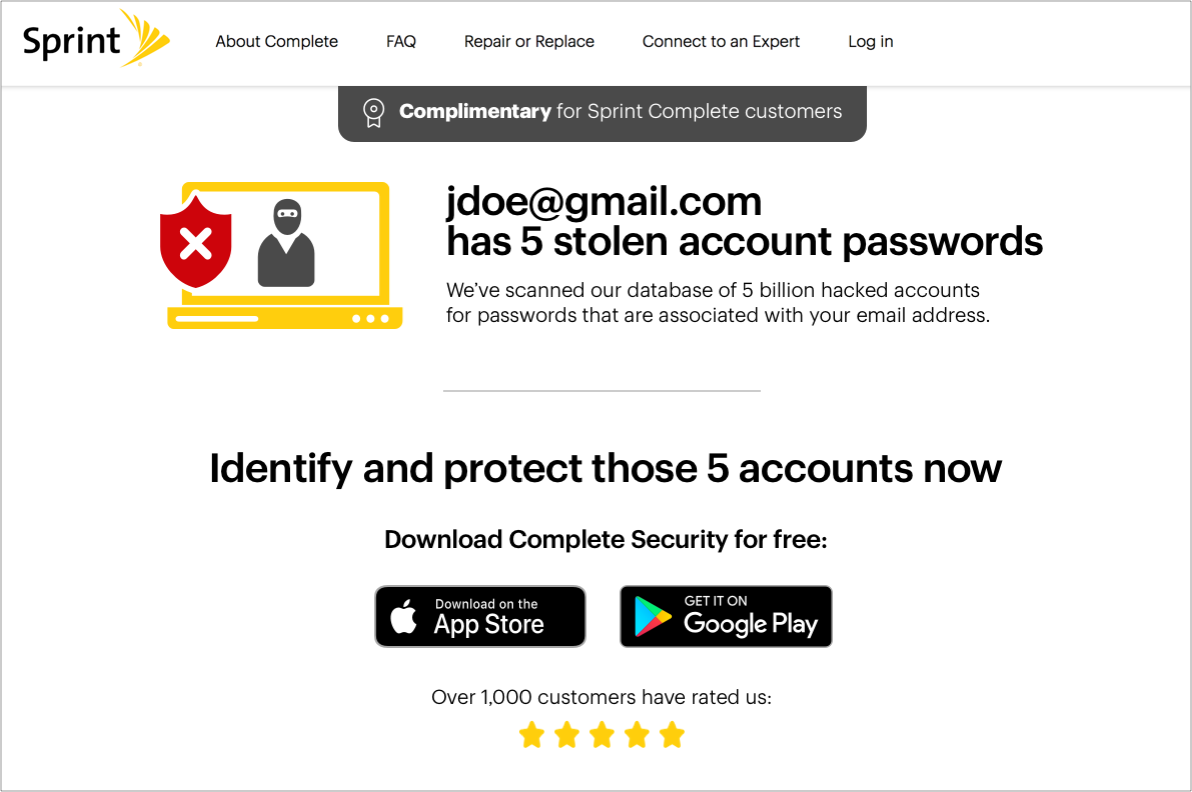 Sprint
About Complete
FAQ
Repair or Replace
Connect to an Expert
Log in
Complimentary for Sprint Complete customers
jdoe@gmail.com
has 5 stolen account passwords
We've scanned our database of 5 billion hacked accounts
for passwords that are associated with your email address.
Identify and protect those 5 accounts now
Download Complete Security for free:
Download on the
App Store
GET IT ON
Google Play
Over 1,000 customers have rated us: